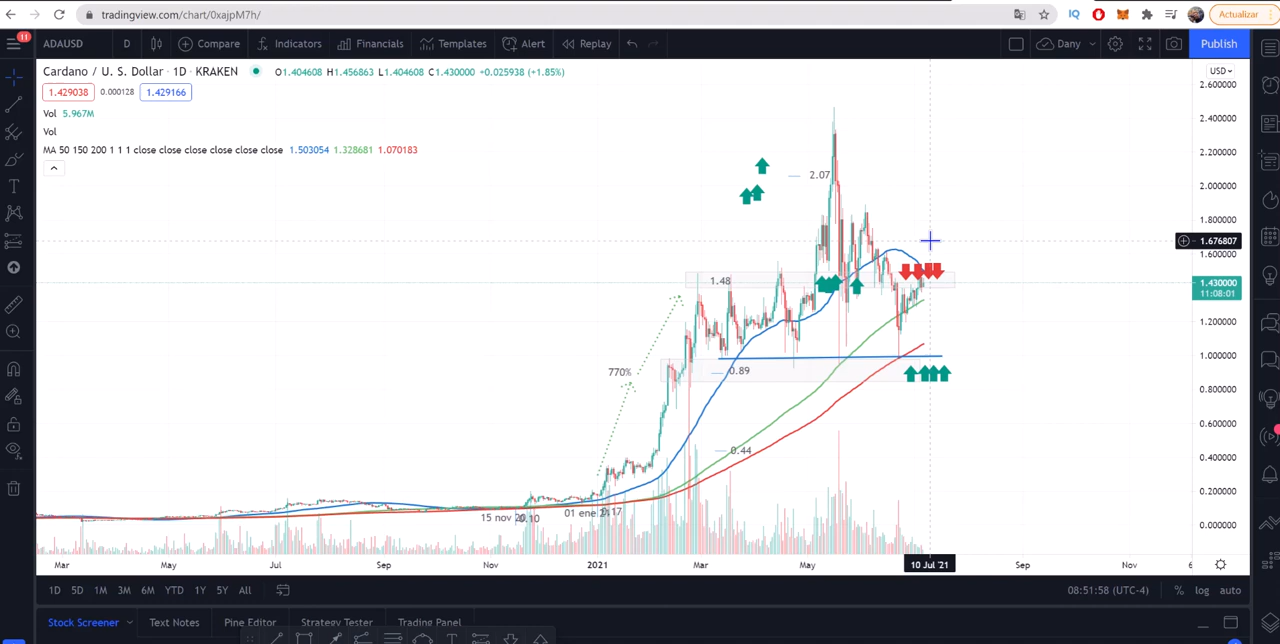 tradingview.com/chart/0xajpM7h/
IQ
Actualizar
11
ADAUSD
D
Compare
Indicators
Financials
Templates
Alert
Replay
Dany
Publish
Cardano / U. S. Dollar · 1D · KRAKEN
O1.404608 H1.456863 L1.404608 C1.430000 +0.025938 (+1.85%)
USD
1.429038
0.000128
1.429166
Vol 5.967M
Vol
MA 50 150 200 1 1 1 close close close close close close 1.503054 1.328681 1.070183
2.600000
2.400000
2.200000
2.000000
1.800000
1.676807
1.600000
1.430000
11:08:01
1.200000
1.000000
0.800000
0.600000
0.400000
0.200000
0.000000
2.07
1.48
770%
0.89
0.44
15 nov 20
0.10
01 ene 21
0.17
Mar
May
Jul
Sep
Nov
2021
Mar
May
10 Jul '21
Sep
Nov
6
1D
5D
1M
3M
6M
YTD
1Y
5Y
All
08:51:58 (UTC-4)
%
log
auto
Stock Screener
Text Notes
Pine Editor
Strategy Tester
Trading Panel